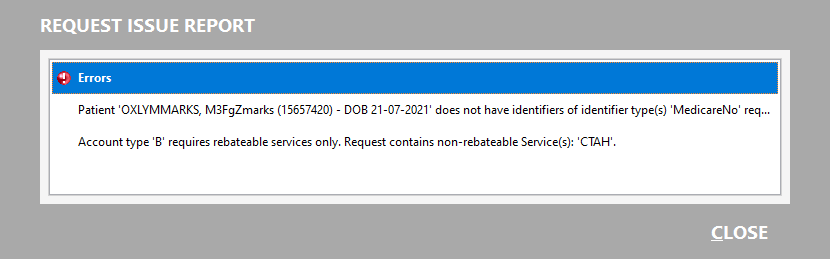 REQUEST ISSUE REPORT
Errors
Patient 'OXLYMMARKS, M3FgZmarks (15657420) - DOB 21-07-2021' does not have identifiers of identifier type(s) 'MedicareNo' req...
Account type 'B' requires rebateable services only. Request contains non-rebateable Service(s): 'CTAH'.
CLOSE